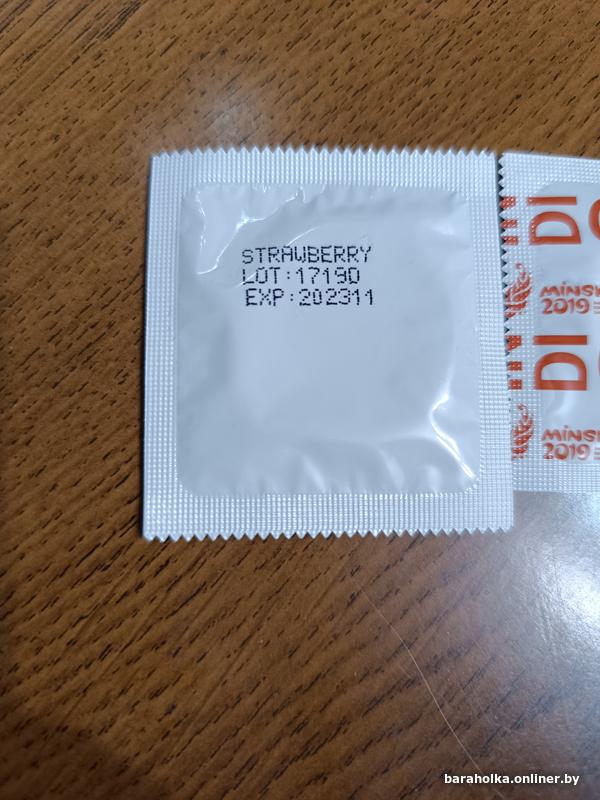 STRAWBERRY
LOT:17190
EXP:202311
DI
MINSK
2019
DI
MINSK
2019
baraholka.onliner.by